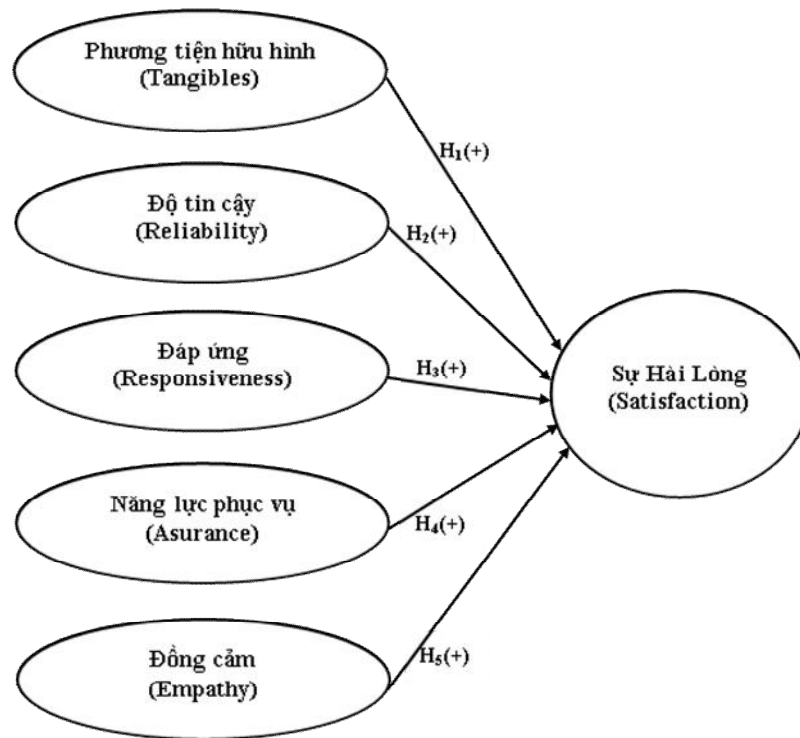 Phương tiện hữu hình
(Tangibles)
H₁(+)
Độ tin cậy
(Reliability)
H₂(+)
Đáp ứng
(Responsiveness)
H₃(+)
Sự Hài Lòng
(Satisfaction)
Năng lực phục vụ
(Asurance)
H₄(+)
Đồng cảm
(Empathy)
H₅(+)